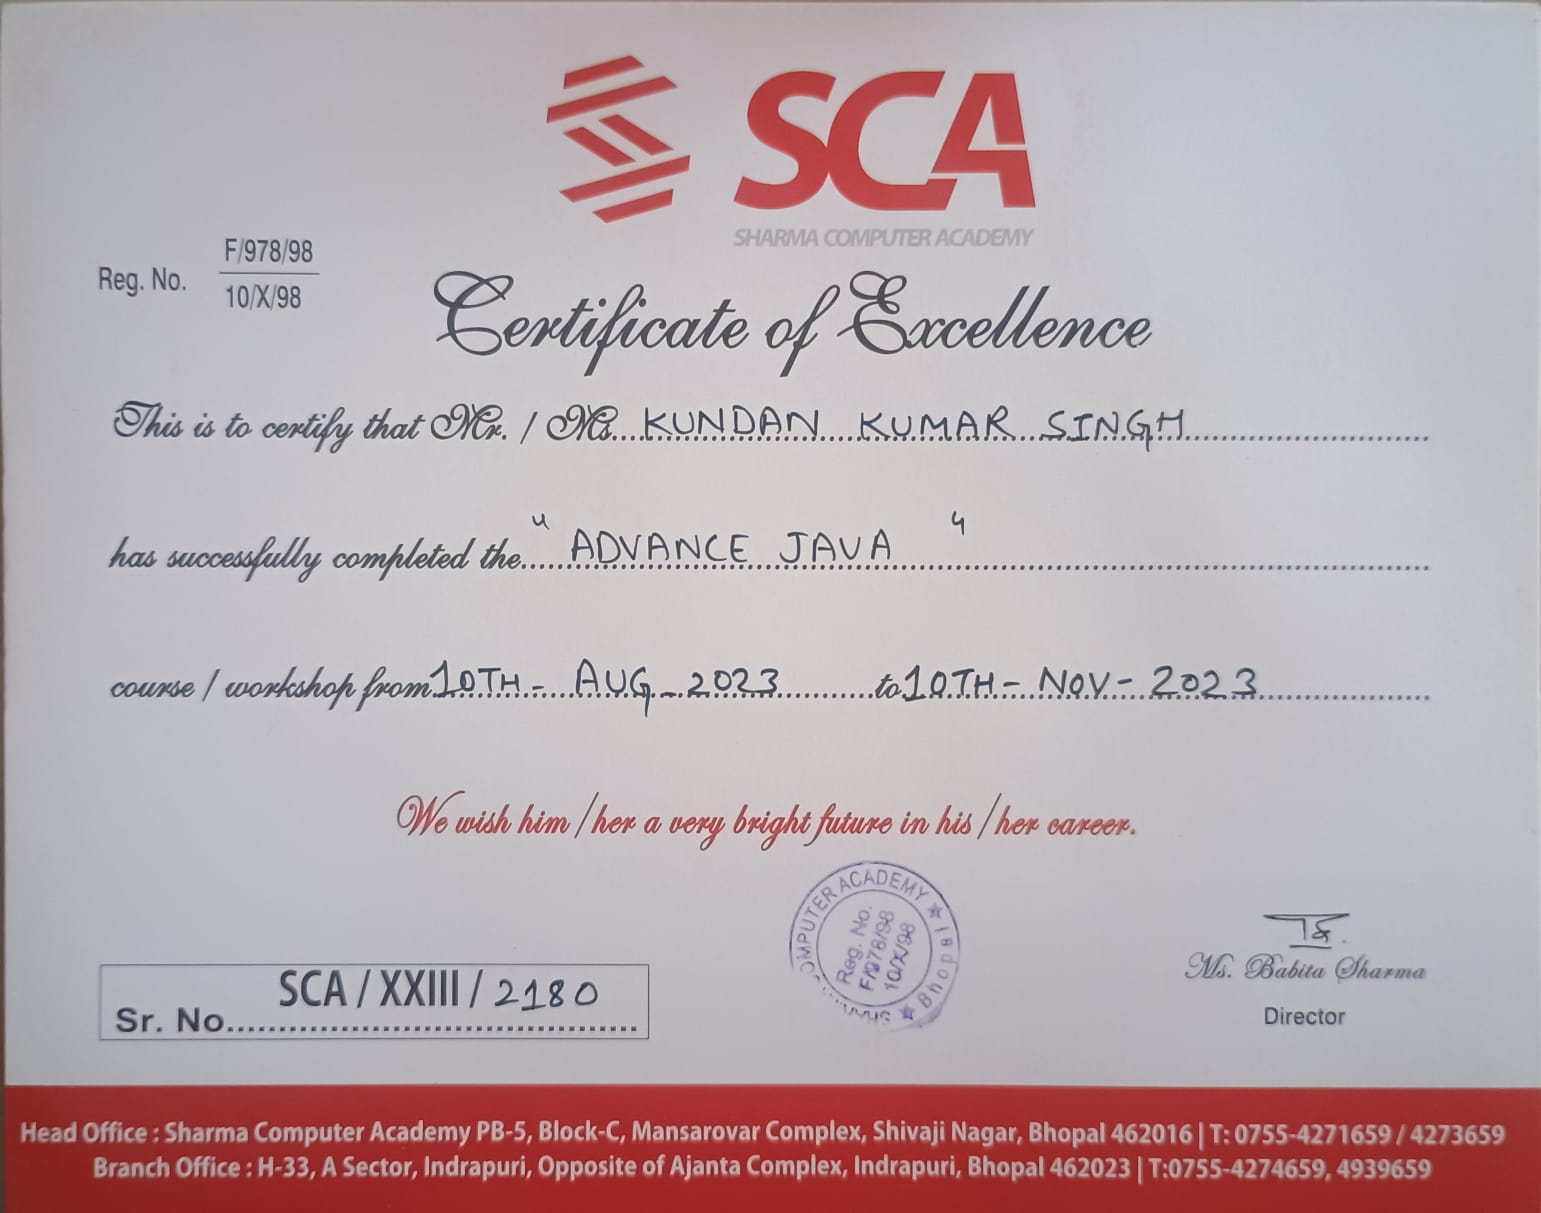 SCA
SHARMA COMPUTER ACADEMY
Reg. No. F/978/98
10/X/98
Certificate of Excellence
This is to certify that Mr. / Ms.... KUNDAN KUMAR SINGH
has successfully completed the..... "ADVANCE JAVA"
course / workshop from 10TH - AUG - 2023 ........ to 10TH - NOV - 2023
We wish him / her a very bright future in his / her career.
COMPUTER ACADEMY ★ Bhopal ★
Reg. No.
F/978/98
10/X/98
Ms. Babita Sharma
Director
SCA / XXIII / 2180
Sr. No.
Head Office : Sharma Computer Academy PB-5, Block-C, Mansarovar Complex, Shivaji Nagar, Bhopal 462016 | T: 0755-4271659 / 4273659
Branch Office : H-33, A Sector, Indrapuri, Opposite of Ajanta Complex, Indrapuri, Bhopal 462023 | T:0755-4274659, 4939659